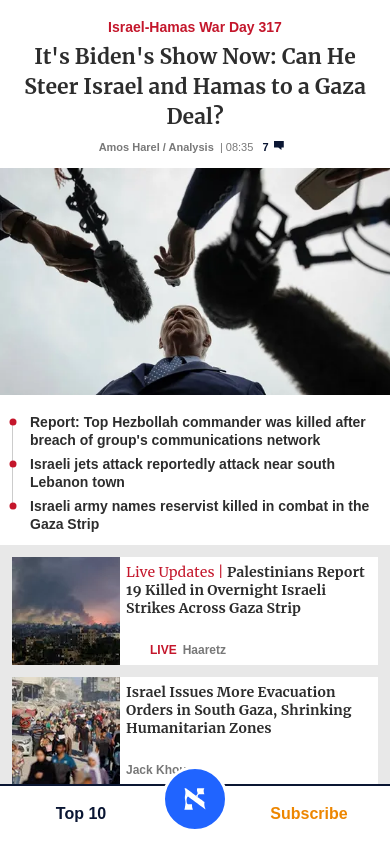 Israel-Hamas War Day 317
It's Biden's Show Now: Can He
Steer Israel and Hamas to a Gaza
Deal?
Amos Harel / Analysis | 08:35 7
Report: Top Hezbollah commander was killed after
breach of group's communications network
Israeli jets attack reportedly attack near south
Lebanon town
Israeli army names reservist killed in combat in the
Gaza Strip
Live Updates | Palestinians Report
19 Killed in Overnight Israeli
Strikes Across Gaza Strip
LIVE Haaretz
Israel Issues More Evacuation
Orders in South Gaza, Shrinking
Humanitarian Zones
Jack
Top 10
Subscribe